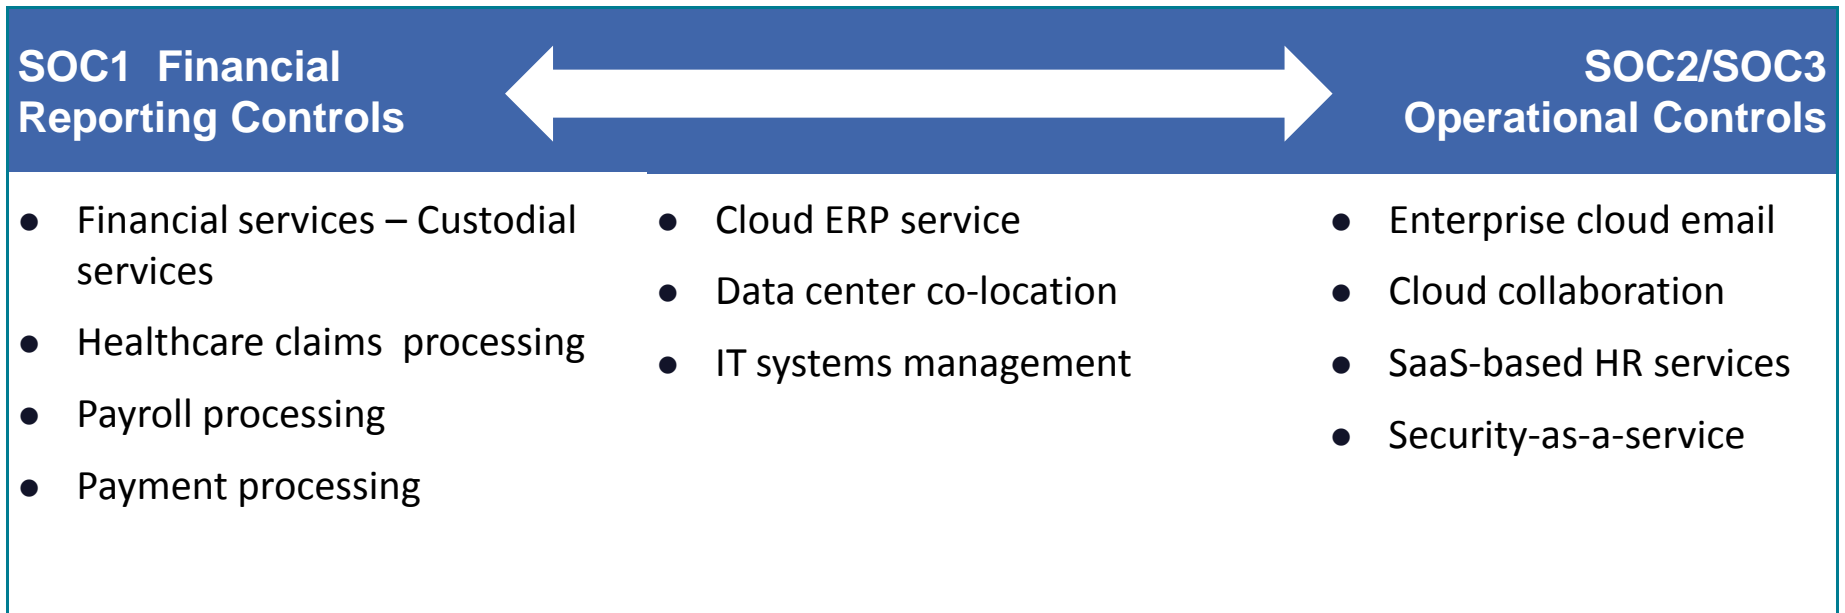 SOC1  Financial
Reporting Controls
SOC2/SOC3
Operational Controls
● Financial services – Custodial
services
● Healthcare claims  processing
● Payroll processing
● Payment processing
● Cloud ERP service
● Data center co-location
● IT systems management
● Enterprise cloud email
● Cloud collaboration
● SaaS-based HR services
● Security-as-a-service